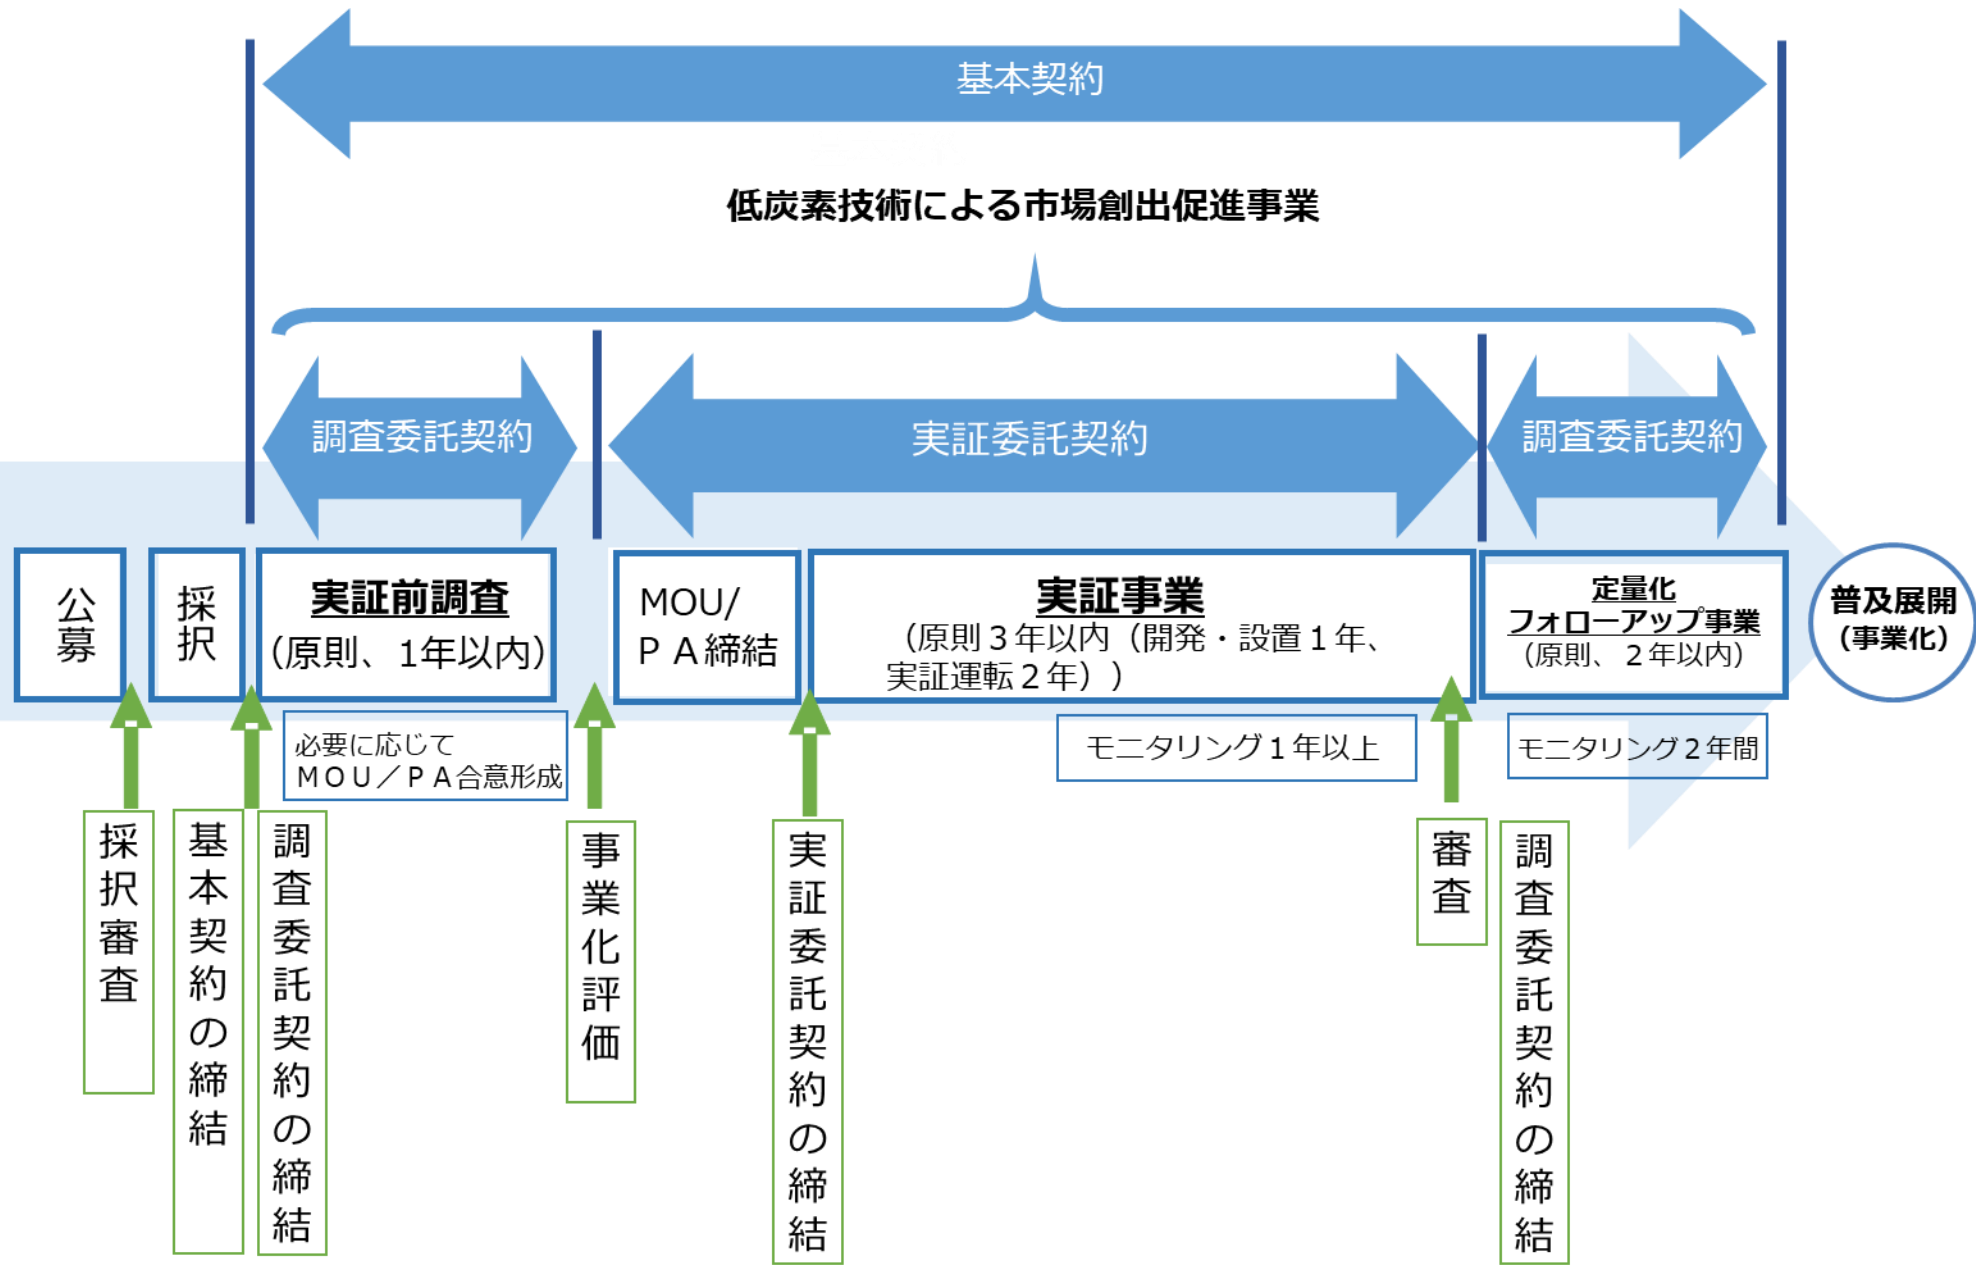 基本契約
低炭素技術による市場創出促進事業
調査委託契約
実証委託契約
調査委託契約
公募
採択
実証前調査
（原則、1年以内）
MOU/
ＰＡ締結
実証事業
（原則３年以内（開発・設置１年、
実証運転２年））
定量化
フォローアップ事業
（原則、２年以内）
普及展開
（事業化）
必要に応じて
ＭＯＵ／ＰＡ合意形成
モニタリング１年以上
モニタリング２年間
採択審査
基本契約の締結
調査委託契約の締結
事業化評価
実証委託契約の締結
審査
調査委託契約の締結